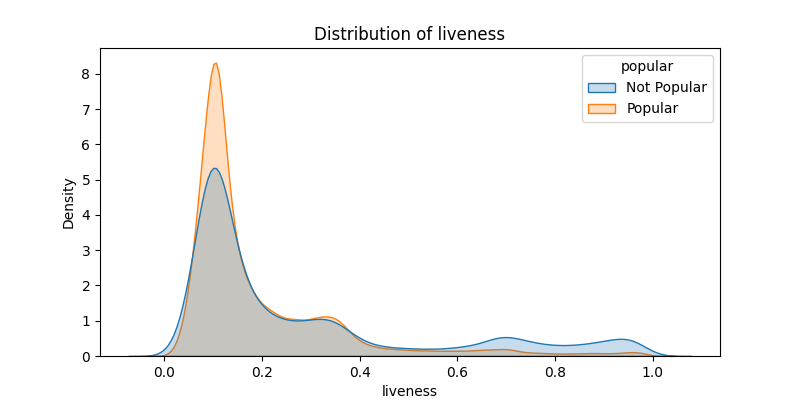 Distribution of liveness
popular
Not Popular
Popular
Density
8
7
6
5
4
3
2
1
0
0.0 0.2 0.4 0.6 0.8 1.0
liveness